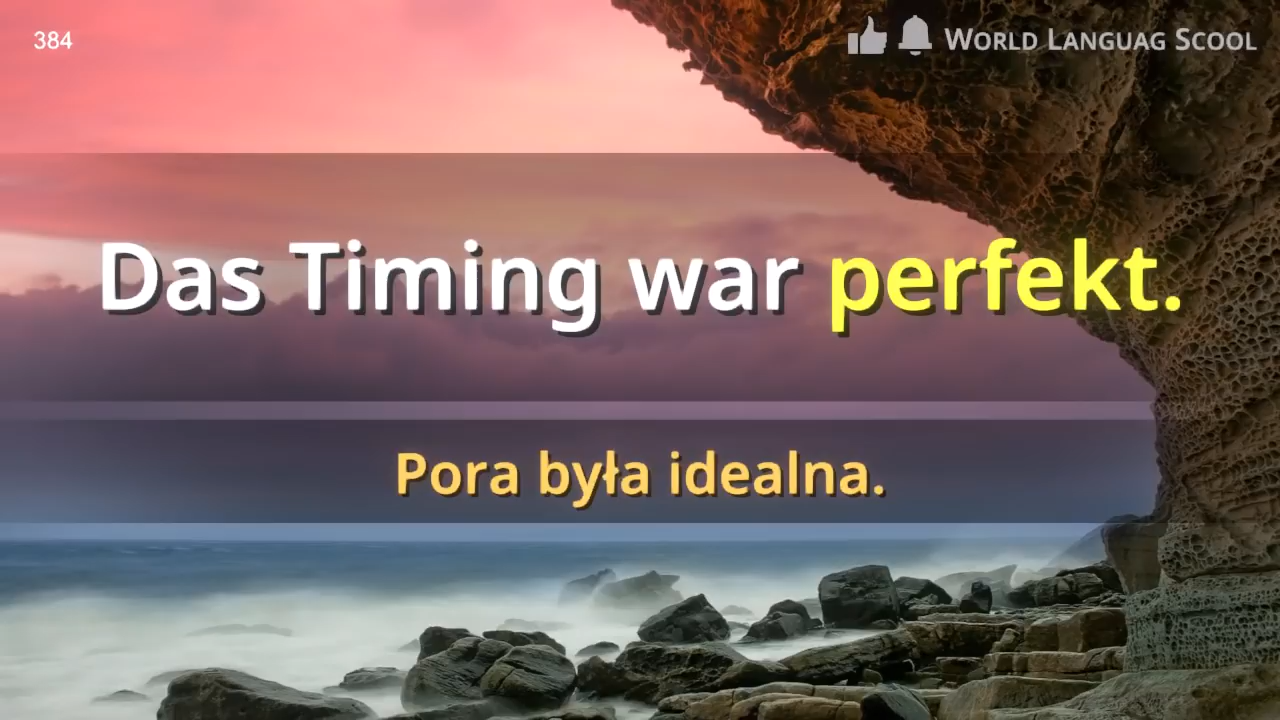 384
WORLD LANGUAG SCOOL
Das Timing war perfekt.
Pora była idealna.